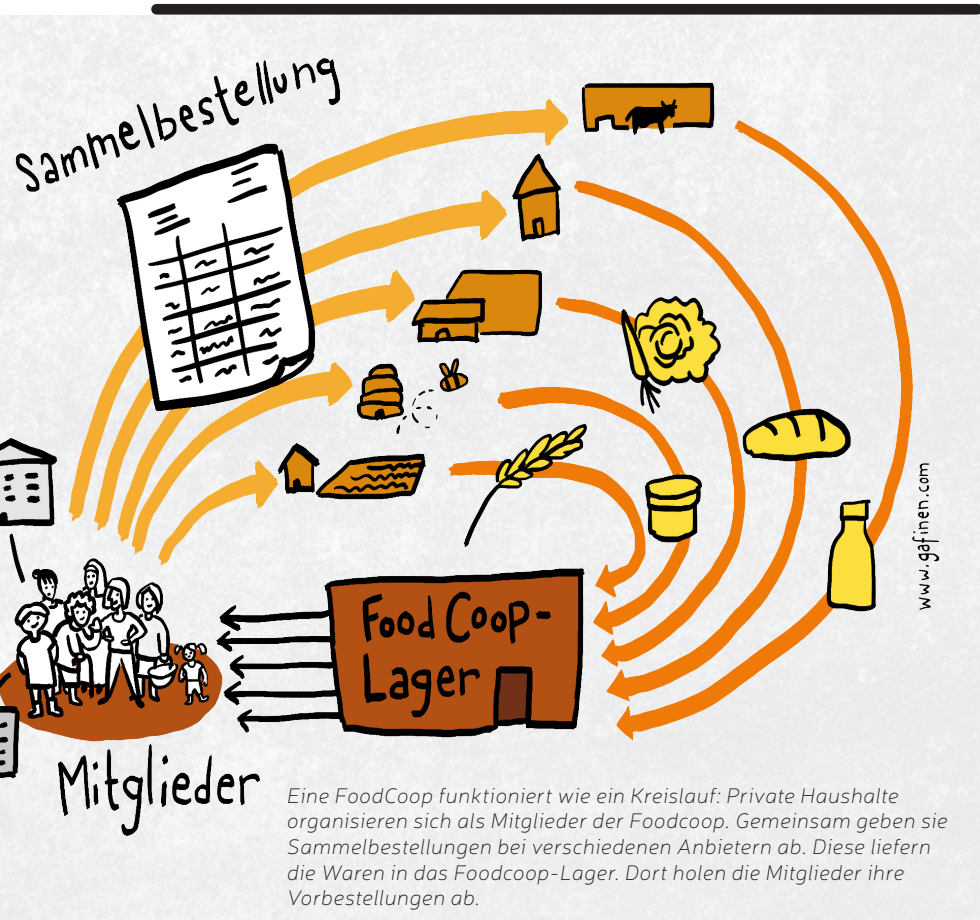 Sammelbestellung
www.gafinen.com
Food Coop-
Lager
Mitglieder
Eine FoodCoop funktioniert wie ein Kreislauf: Private Haushalte
organisieren sich als Mitglieder der Foodcoop. Gemeinsam geben sie
Sammelbestellungen bei verschiedenen Anbietern ab. Diese liefern
die Waren in das Foodcoop-Lager. Dort holen die Mitglieder ihre
Vorbestellungen ab.